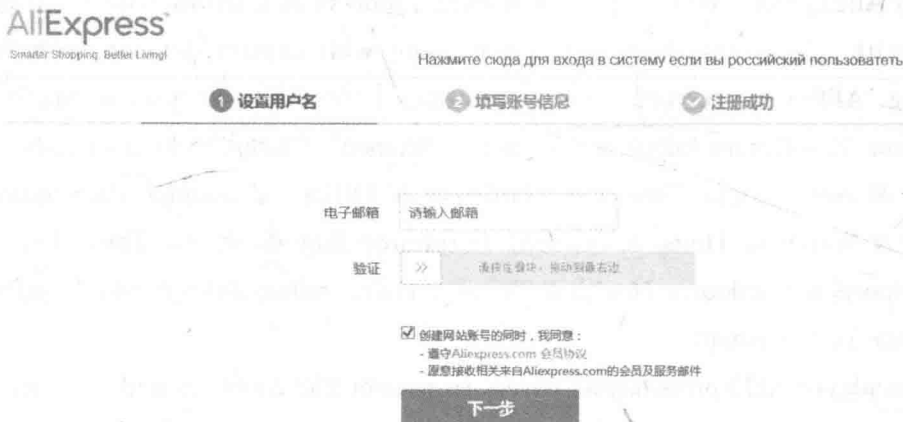 AliExpress
Smarter Shopping, Better Living!
Нажмите сюда для входа в систему если вы российский пользователь
1 设置用户名
2 填写账号信息
注册成功
电子邮箱 请输入邮箱
验证 >> 请按住滑块，拖动到最右边
创建网站账号的同时，我同意：
- 遵守Aliexpress.com 会员协议
- 愿意接收相关来自Aliexpress.com的会员及服务邮件
下一步